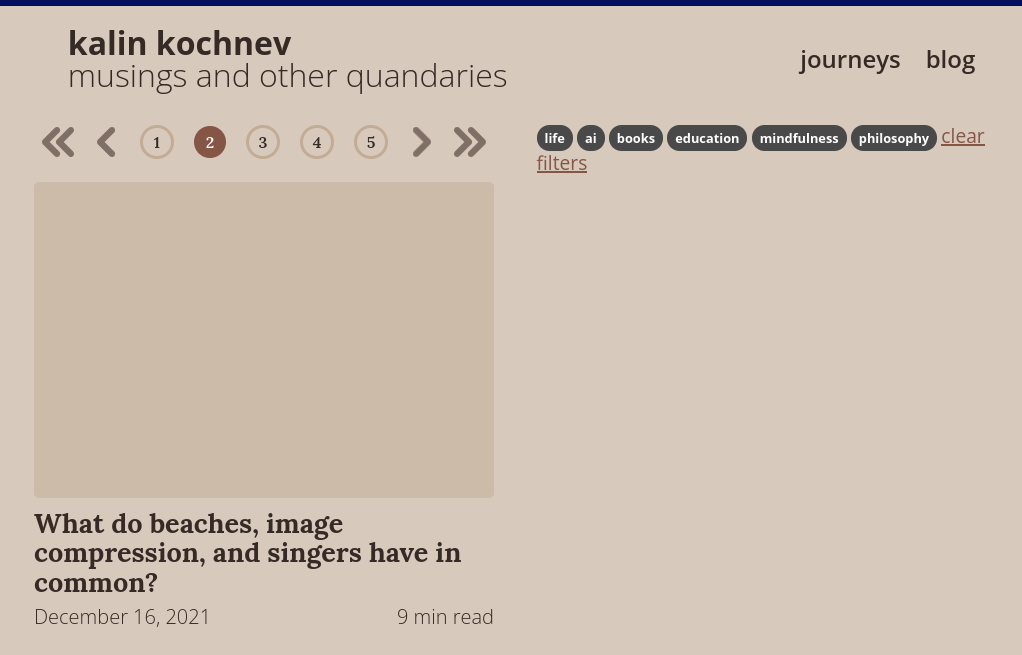 kalin kochnev
musings and other quandaries
journeys blog
1 2 3 4 5
life ai books education mindfulness philosophy clear
filters
What do beaches, image
compression, and singers have in
common?
December 16, 2021 9 min read